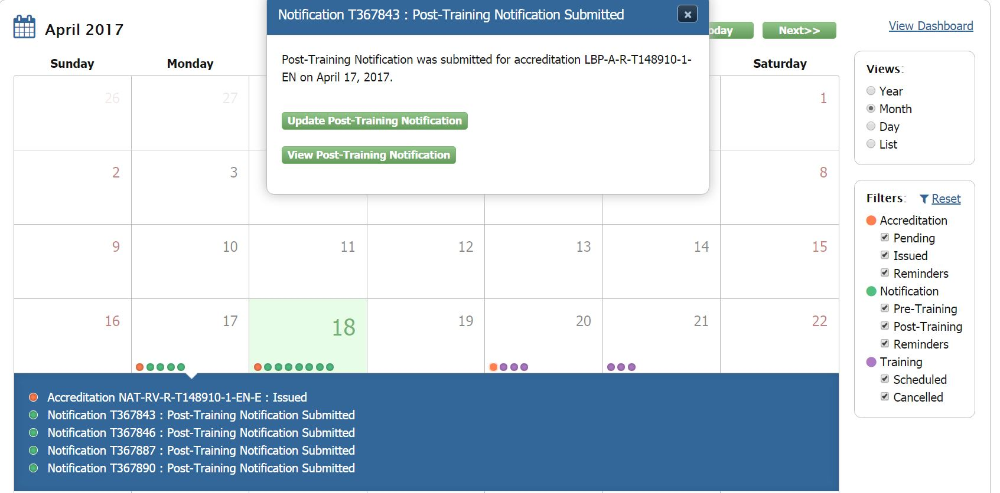 Notification T367843 : Post-Training Notification Submitted
×
Post-Training Notification was submitted for accreditation LBP-A-R-T148910-1-
EN on April 17, 2017.
Update Post-Training Notification
View Post-Training Notification
April 2017
oday
Next>>
View Dashboard
Sunday
Monday
Saturday
26
27
1
2
3
8
9
10
11
12
13
14
15
16
17
18
19
20
21
22
Accreditation NAT-RV-R-T148910-1-EN-E : Issued
Notification T367843 : Post-Training Notification Submitted
Notification T367846 : Post-Training Notification Submitted
Notification T367887 : Post-Training Notification Submitted
Notification T367890 : Post-Training Notification Submitted
Views:
Year
Month
Day
List
Filters:
Reset
Accreditation
Pending
Issued
Reminders
Notification
Pre-Training
Post-Training
Reminders
Training
Scheduled
Cancelled